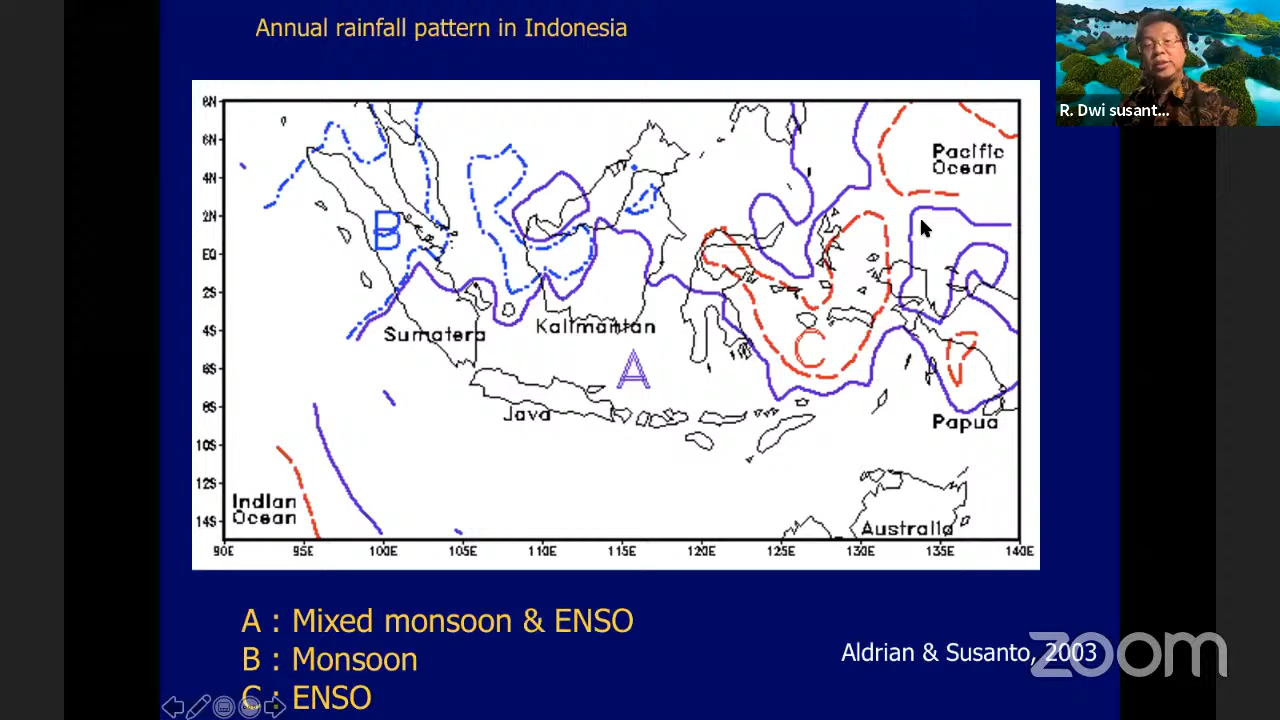 Annual rainfall pattern in Indonesia
R. Dwi susant...
8N
6N
4N
2N
EQ
2S
4S
6S
8S
10S
12S
14S
90E 95E 100E 105E 110E 115E 120E 125E 130E 135E 140E
Pacific
Ocean
B
Sumatera
Kalimantan
C
A
Java
Papua
Indian
Ocean
Australia
A : Mixed monsoon & ENSO
B : Monsoon
C : ENSO
Aldrian & Susanto, 2003
zoom